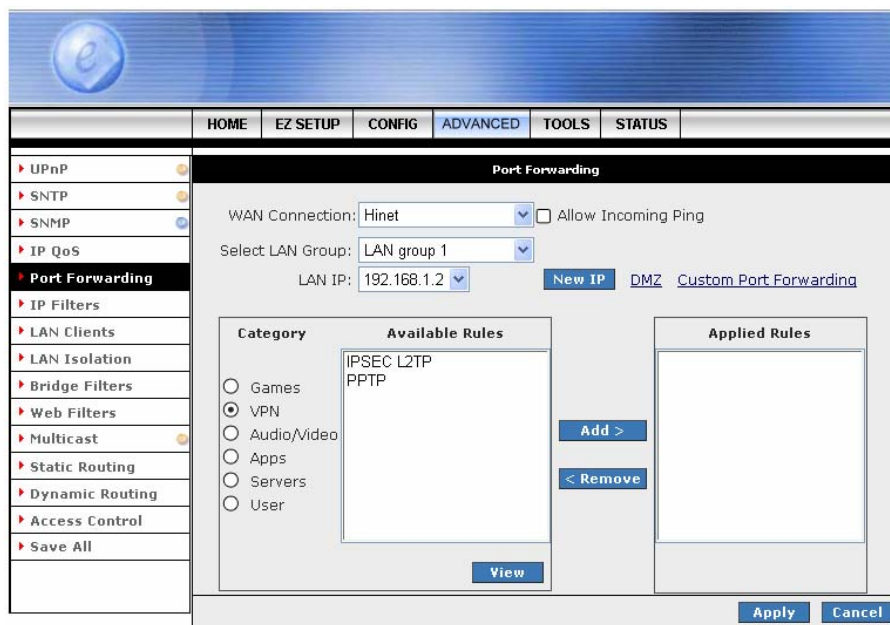 e
HOME EZ SETUP CONFIG ADVANCED TOOLS STATUS
UPnP
SNTP
SNMP
IP QoS
Port Forwarding
IP Filters
LAN Clients
LAN Isolation
Bridge Filters
Web Filters
Multicast
Static Routing
Dynamic Routing
Access Control
Save All
Port Forwarding
WAN Connection: Hinet Allow Incoming Ping
Select LAN Group: LAN group 1
LAN IP: 192.168.1.2 New IP DMZ Custom Port Forwarding
Category Available Rules Applied Rules
Games
VPN
Audio/Video
Apps
Servers
User
IPSEC L2TP
PPTP
Add >
< Remove
View
Apply Cancel